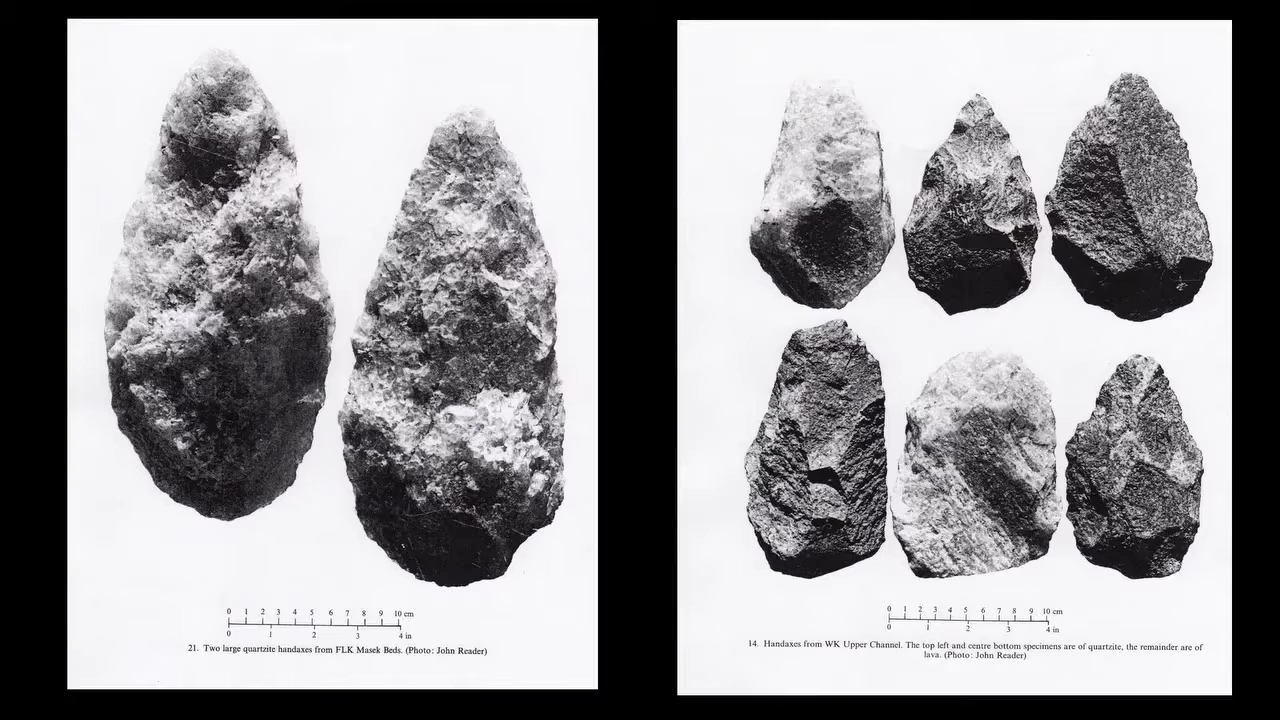 0 1 2 3 4 5 6 7 8 9 10 cm
0 1 2 3 4 in
21. Two large quartzite handaxes from FLK Masek Beds. (Photo: John Reader)
0 1 2 3 4 5 6 7 8 9 10 cm
0 1 2 3 4 in
14. Handaxes from WK Upper Channel. The top left and centre bottom specimens are of quartzite, the remainder are of
lava. (Photo: John Reader)